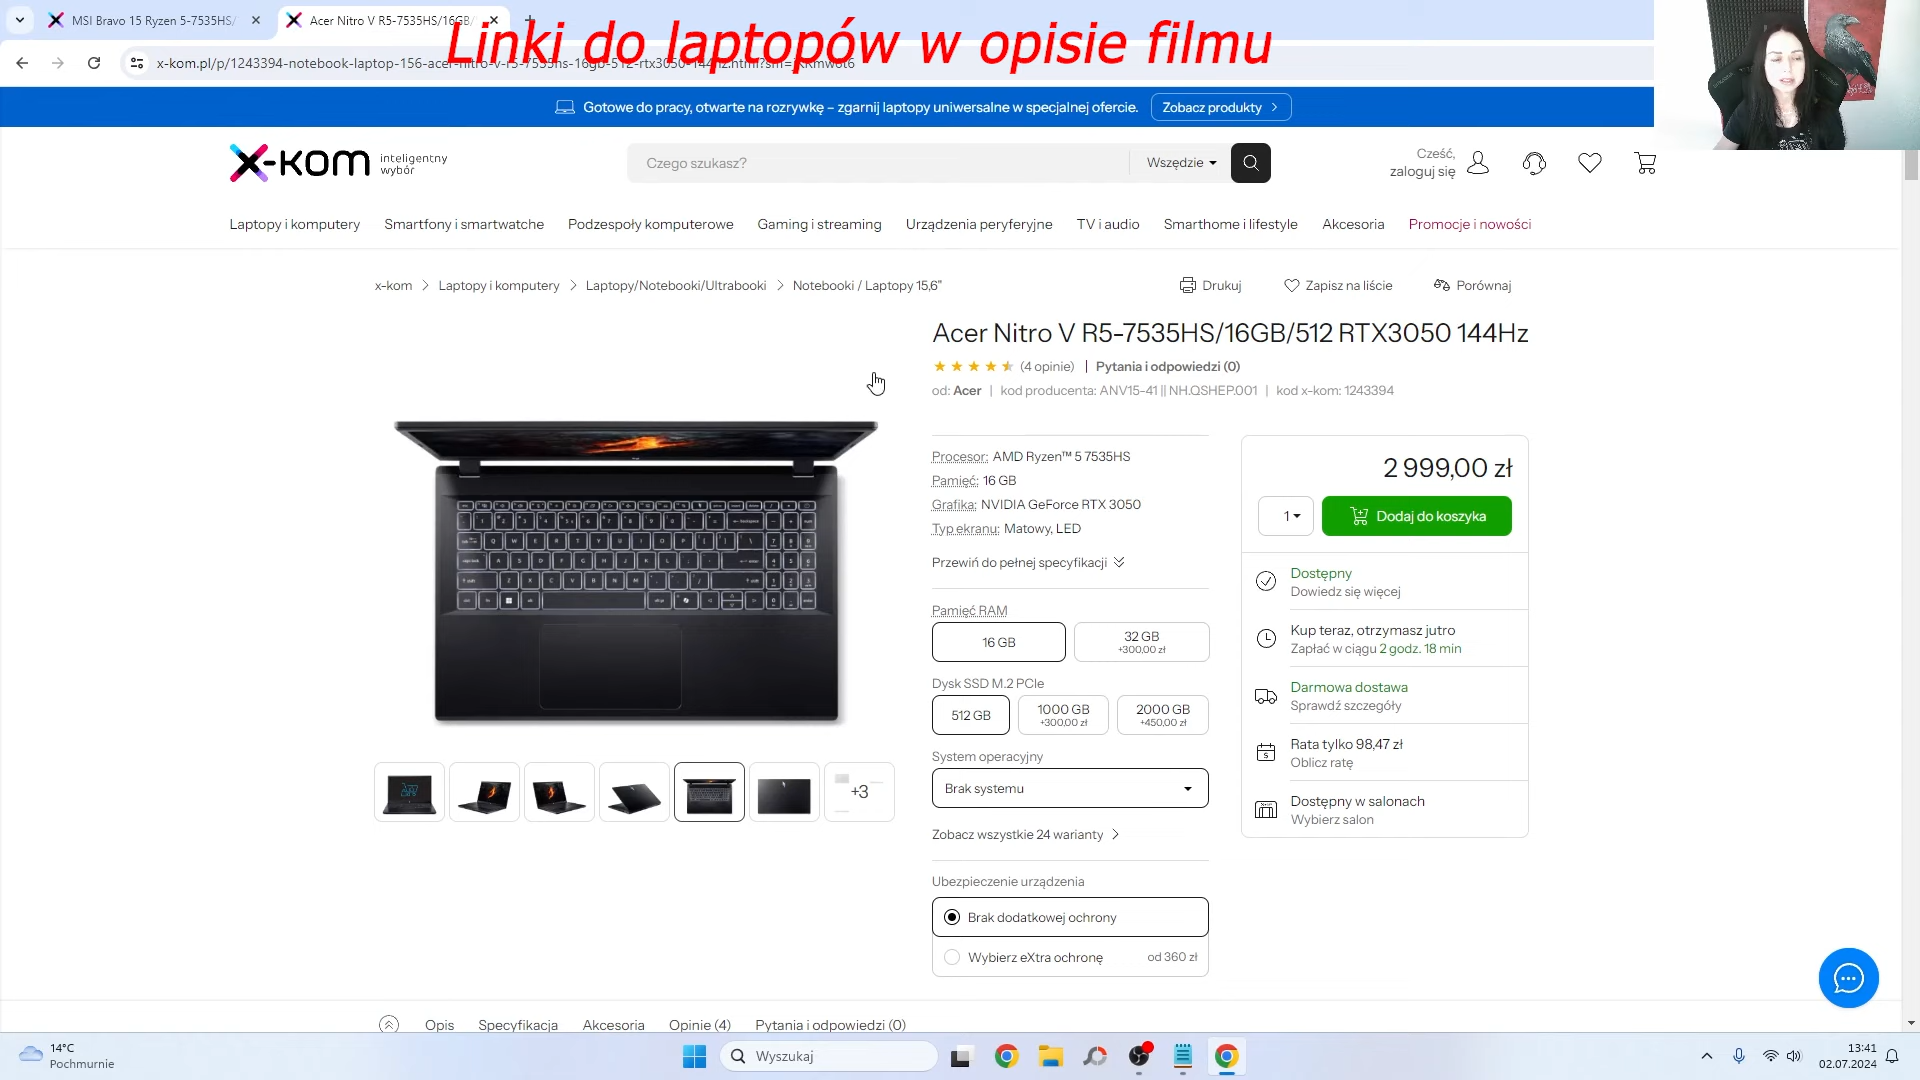 MSI Bravo 15 Ryzen 5-7535HS/
Acer Nitro V R5-7535HS/16GB/
Linki do laptopów w opisie filmu
Gotowe do pracy, otwarte na rozrywkę – zgarnij laptopy uniwersalne w specjalnej ofercie.
Zobacz produkty
x-kom
inteligentny
wybór
Czego szukasz?
Wszędzie
Cześć,
zaloguj się
Laptopy i komputery
Smartfony i smartwatche
Podzespoły komputerowe
Gaming i streaming
Urządzenia peryferyjne
TV i audio
Smarthome i lifestyle
Akcesoria
Promocje i nowości
x-kom
Laptopy i komputery
Laptopy/Notebooki/Ultrabooki
Notebooki / Laptopy 15,6"
Drukuj
Zapisz na liście
Porównaj
Acer Nitro V R5-7535HS/16GB/512 RTX3050 144Hz
(4 opinie) | Pytania i odpowiedzi (0)
od: Acer | kod producenta: ANV15-41 || NH.QSHEP.001 | kod x-kom: 1243394
Procesor: AMD Ryzen™ 5 7535HS
Pamięć: 16 GB
Grafika: NVIDIA GeForce RTX 3050
Typ ekranu: Matowy, LED
Przewiń do pełnej specyfikacji
Pamięć RAM
16 GB
32 GB
+300,00 zł
Dysk SSD M.2 PCIe
512 GB
1000 GB
+300,00 zł
2000 GB
+450,00 zł
System operacyjny
Brak systemu
Zobacz wszystkie 24 warianty
Ubezpieczenie urządzenia
Brak dodatkowej ochrony
Wybierz eXtra ochronę
od 360 zł
2 999,00 zł
1
Dodaj do koszyka
Dostępny
Dowiedz się więcej
Kup teraz, otrzymasz jutro
Zapłać w ciągu 2 godz. 18 min
Darmowa dostawa
Sprawdź szczegóły
Rata tylko 98,47 zł
Oblicz ratę
Dostępny w salonach
Wybierz salon
+3
Opis
Specyfikacja
Akcesoria
Opinie (4)
Pytania i odpowiedzi (0)
14°C
Pochmurnie
Wyszukaj
13:41
02.07.2024